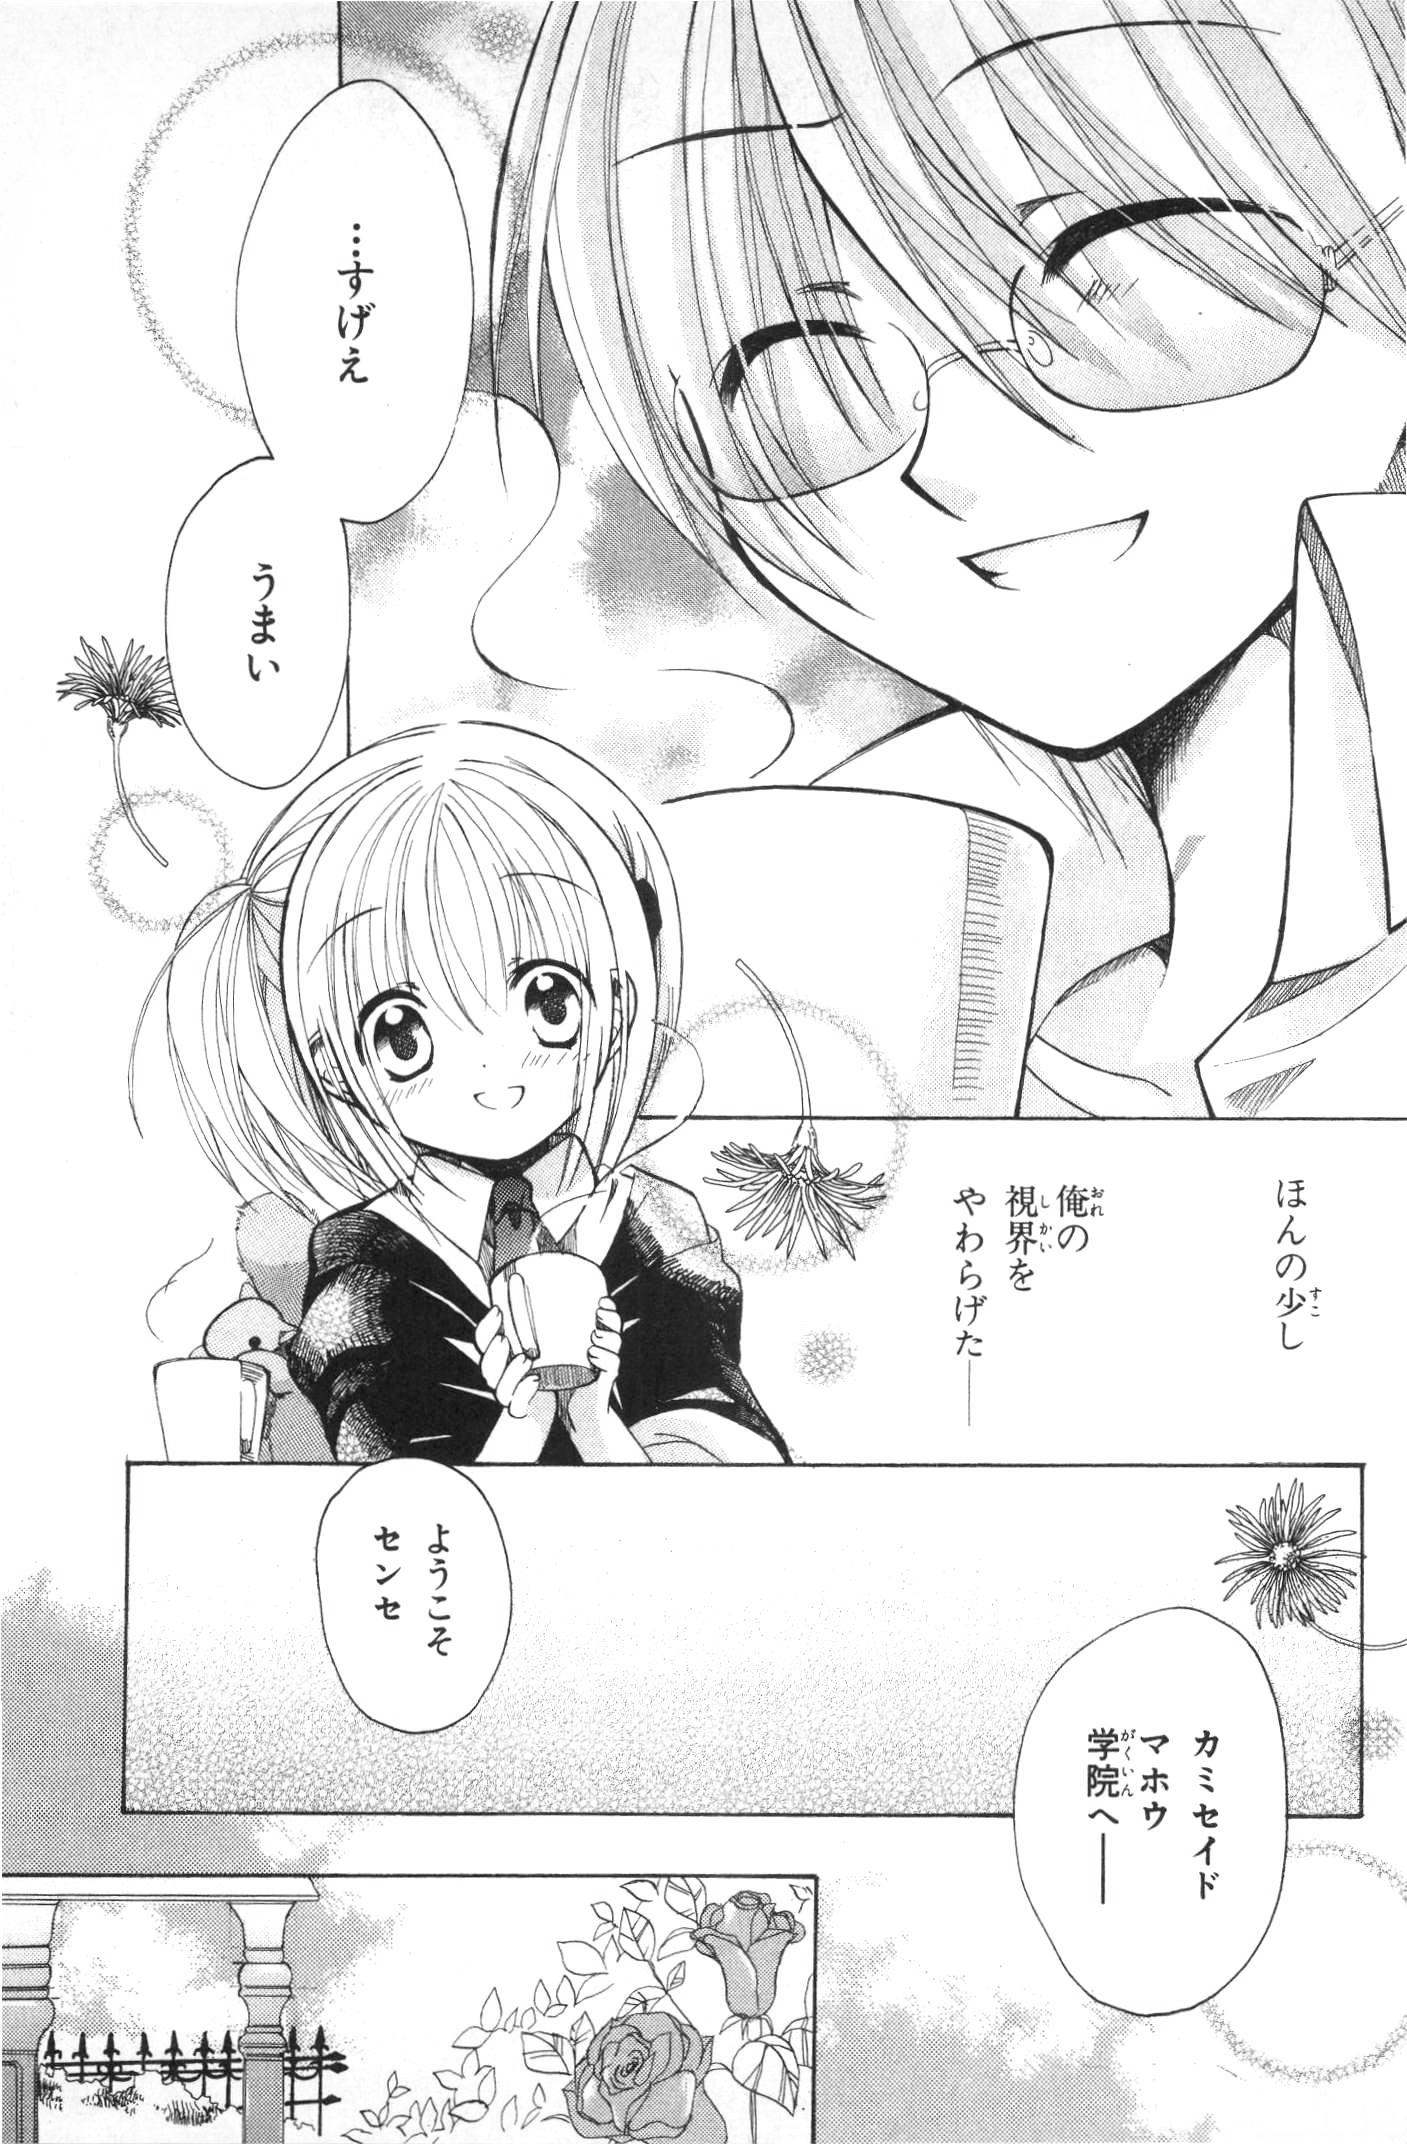 …すげえ
うまい
ほんの少し
俺の
視界を
やわらげた―
ようこそ
センセ
カミセイド
マホウ
学院へ―